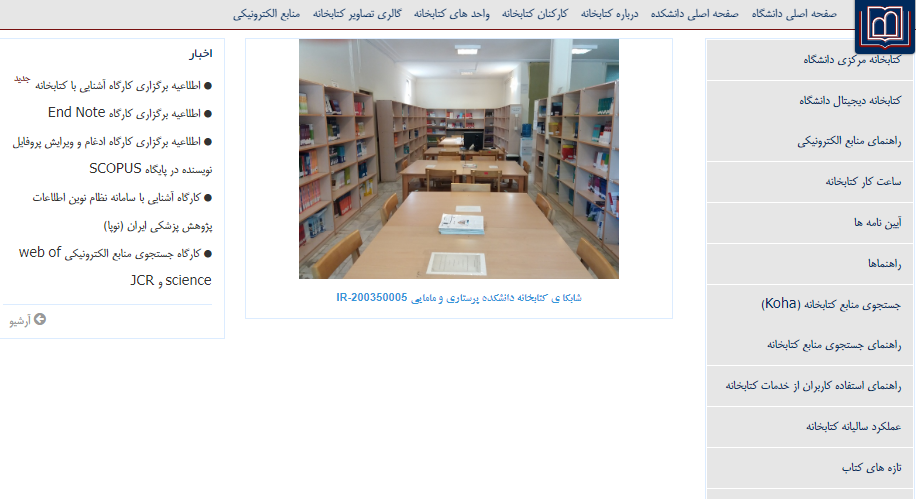 صفحه اصلی دانشگاه صفحه اصلی دانشکده درباره کتابخانه کارکنان کتابخانه واحد های کتابخانه گالری تصاویر کتابخانه منابع الکترونیکی
کتابخانه مرکزی دانشگاه
کتابخانه دیجیتال دانشگاه
راهنمای منابع الکترونیکی
ساعت کار کتابخانه
آیین نامه ها
راهنماها
جستجوی منابع کتابخانه (Koha)
راهنمای جستجوی منابع کتابخانه
راهنمای استفاده کاربران از خدمات کتابخانه
عملکرد سالیانه کتابخانه
تازه های کتاب
شابکا ی کتابخانه دانشکده پرستاری و مامایی IR-200350005
اخبار
● اطلاعیه برگزاری کارگاه آشنایی با کتابخانه جدید
● اطلاعیه برگزاری کارگاه End Note
● اطلاعیه برگزاری کارگاه ادغام و ویرایش پروفایل
نویسنده در پایگاه SCOPUS
● کارگاه آشنایی با سامانه نظام نوین اطلاعات
پژوهش پزشکی ایران (نوپا)
● کارگاه جستجوی منابع الکترونیکی web of
science و JCR
آرشیو